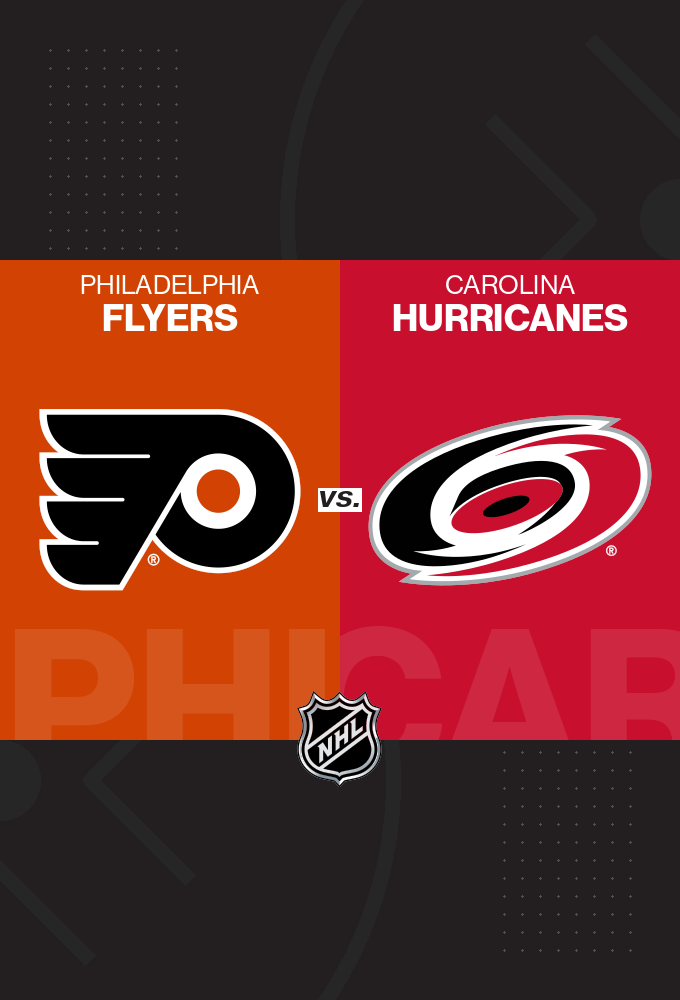 PHILADELPHIA
FLYERS
CAROLINA
HURRICANES
VS.
®
®
PHI
CAR
NHL